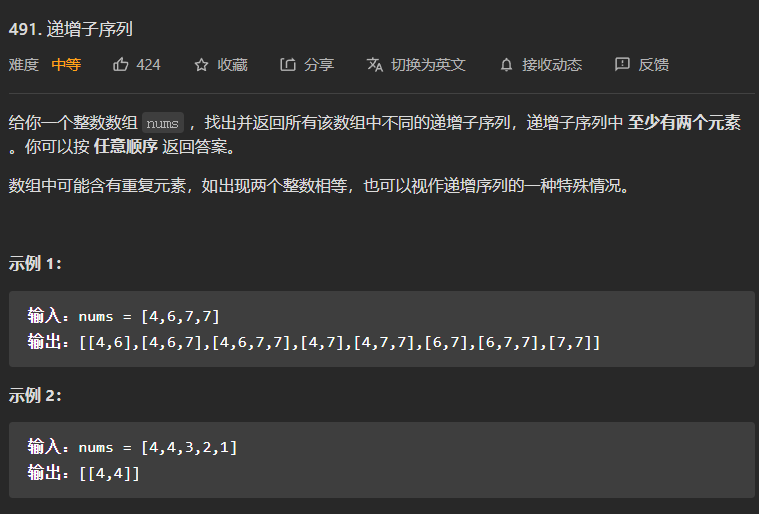 491. 递增子序列
难度 中等 424 收藏 分享 切换为英文 接收动态 反馈
给你一个整数数组 nums ，找出并返回所有该数组中不同的递增子序列，递增子序列中 至少有两个元素
。你可以按 任意顺序 返回答案。
数组中可能含有重复元素，如出现两个整数相等，也可以视作递增序列的一种特殊情况。
示例 1：
输入：nums = [4,6,7,7]
输出：[[4,6],[4,6,7],[4,6,7,7],[4,7],[4,7,7],[6,7],[6,7,7],[7,7]]
示例 2：
输入：nums = [4,4,3,2,1]
输出：[[4,4]]